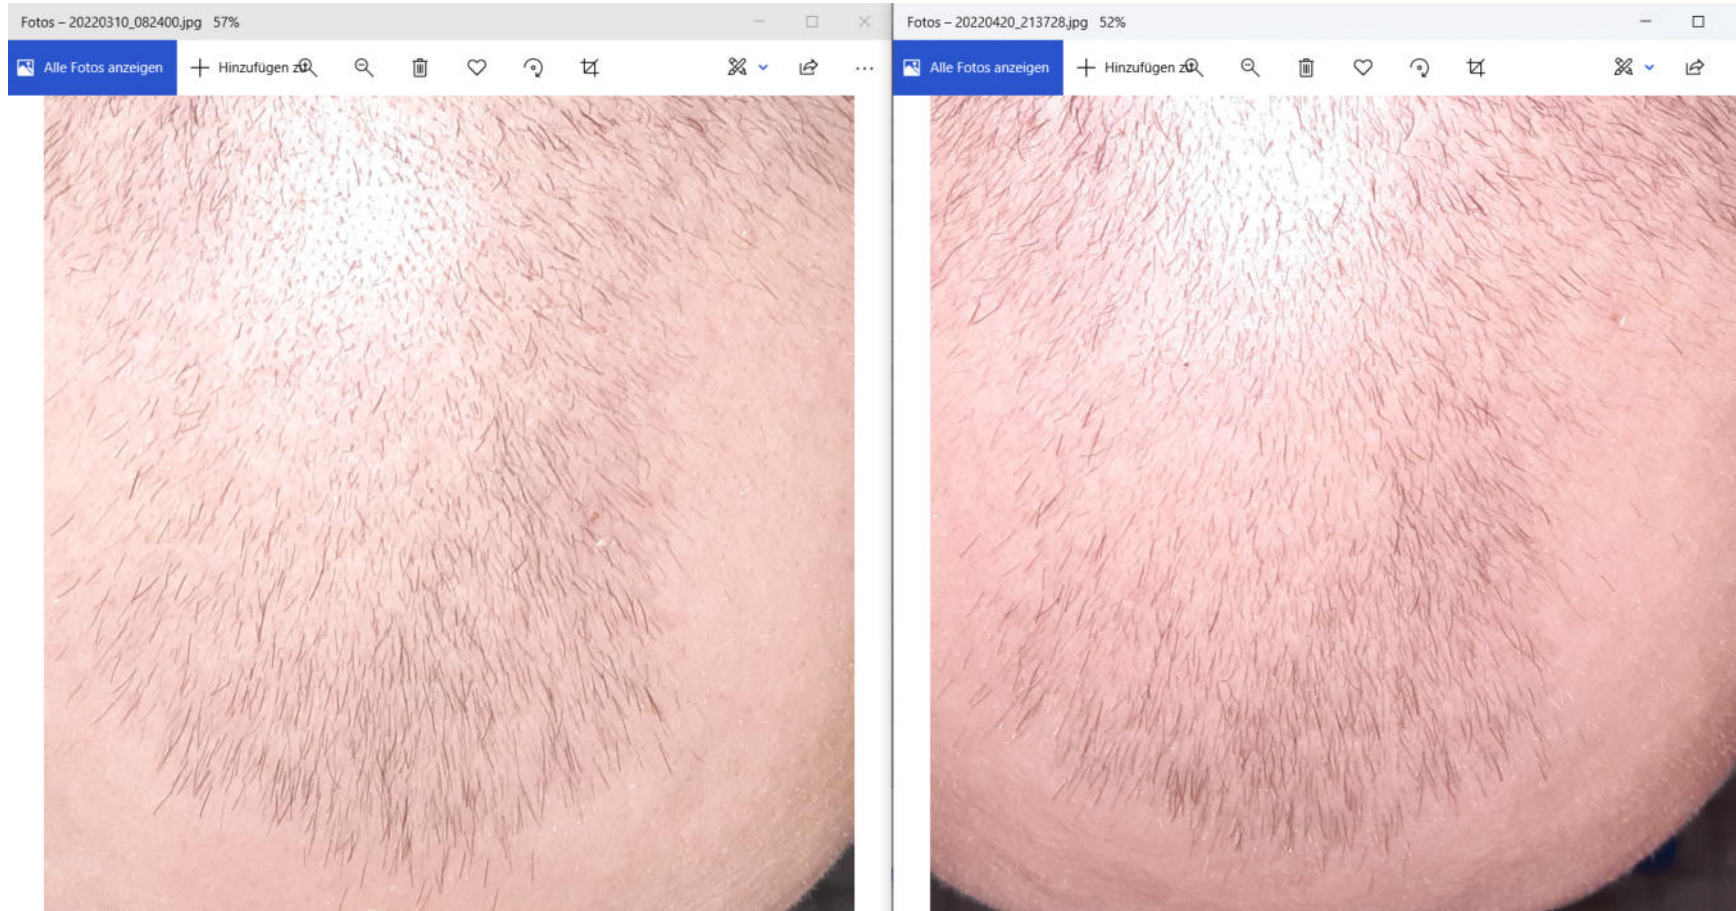 Fotos – 20220310_082400.jpg 57%
Alle Fotos anzeigen
Hinzufügen zu
Fotos – 20220420_213728.jpg 52%
Alle Fotos anzeigen
Hinzufügen zu